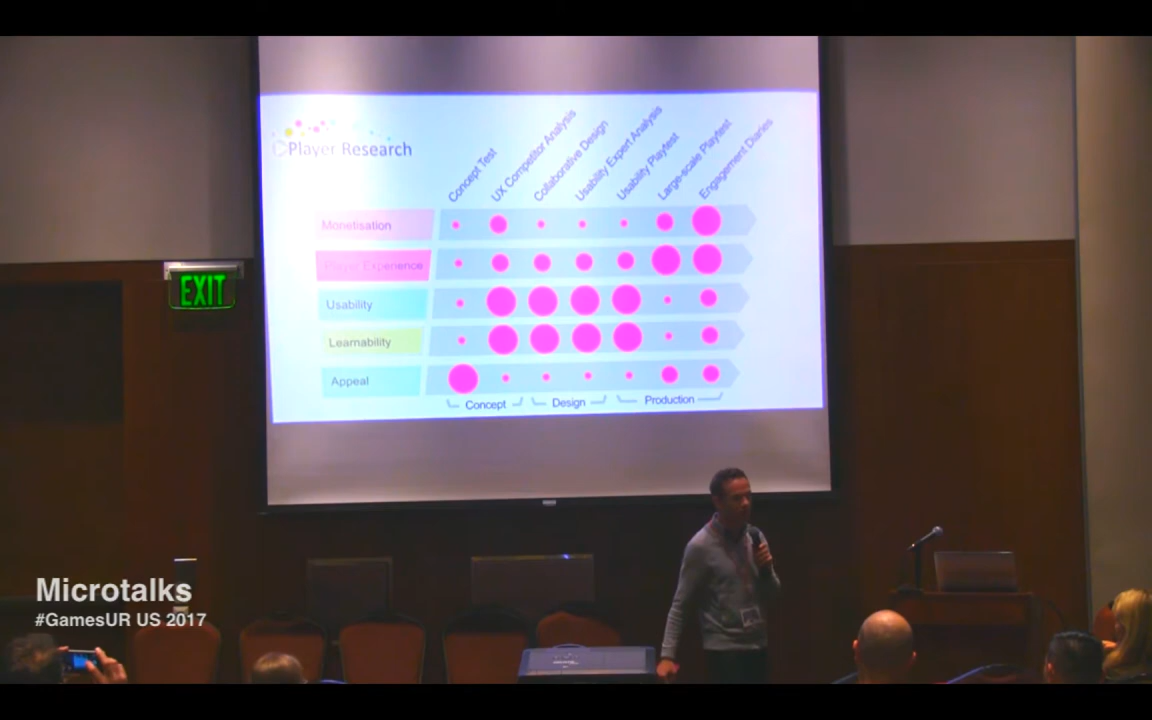 Player Research
Concept Test
UX Competitor Analysis
Collaborative Design
Usability Expert Analysis
Usability Playtest
Large-scale Playtest
Engagement Diaries
Monetisation
Player Experience
Usability
Learnability
Appeal
Concept
Design
Production
EXIT
Microtalks
#GamesUR US 2017